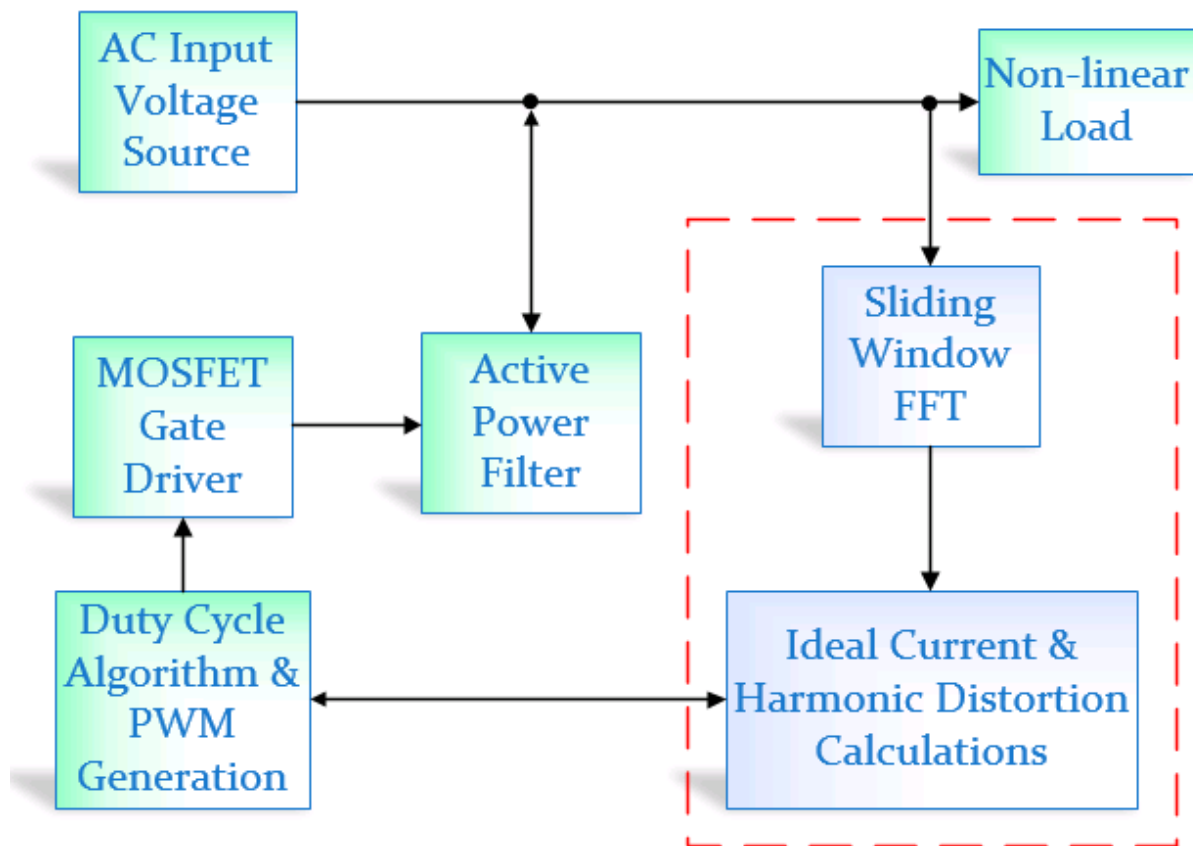 AC Input
Voltage
Source
Non-linear
Load
Sliding
Window
FFT
MOSFET
Gate
Driver
Active
Power
Filter
Duty Cycle
Algorithm &
PWM
Generation
Ideal Current &
Harmonic Distortion
Calculations